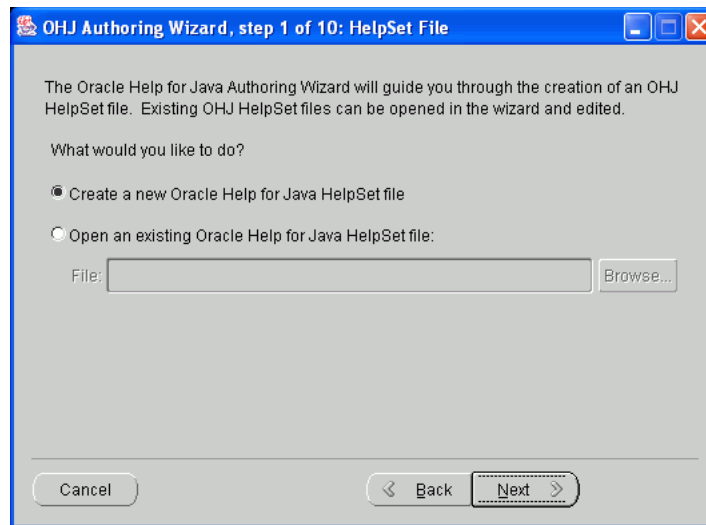 OHJ Authoring Wizard, step 1 of 10: HelpSet File
The Oracle Help for Java Authoring Wizard will guide you through the creation of an OHJ
HelpSet file. Existing OHJ HelpSet files can be opened in the wizard and edited.
What would you like to do?
Create a new Oracle Help for Java HelpSet file
Open an existing Oracle Help for Java HelpSet file:
File: Browse...
Cancel Back Next